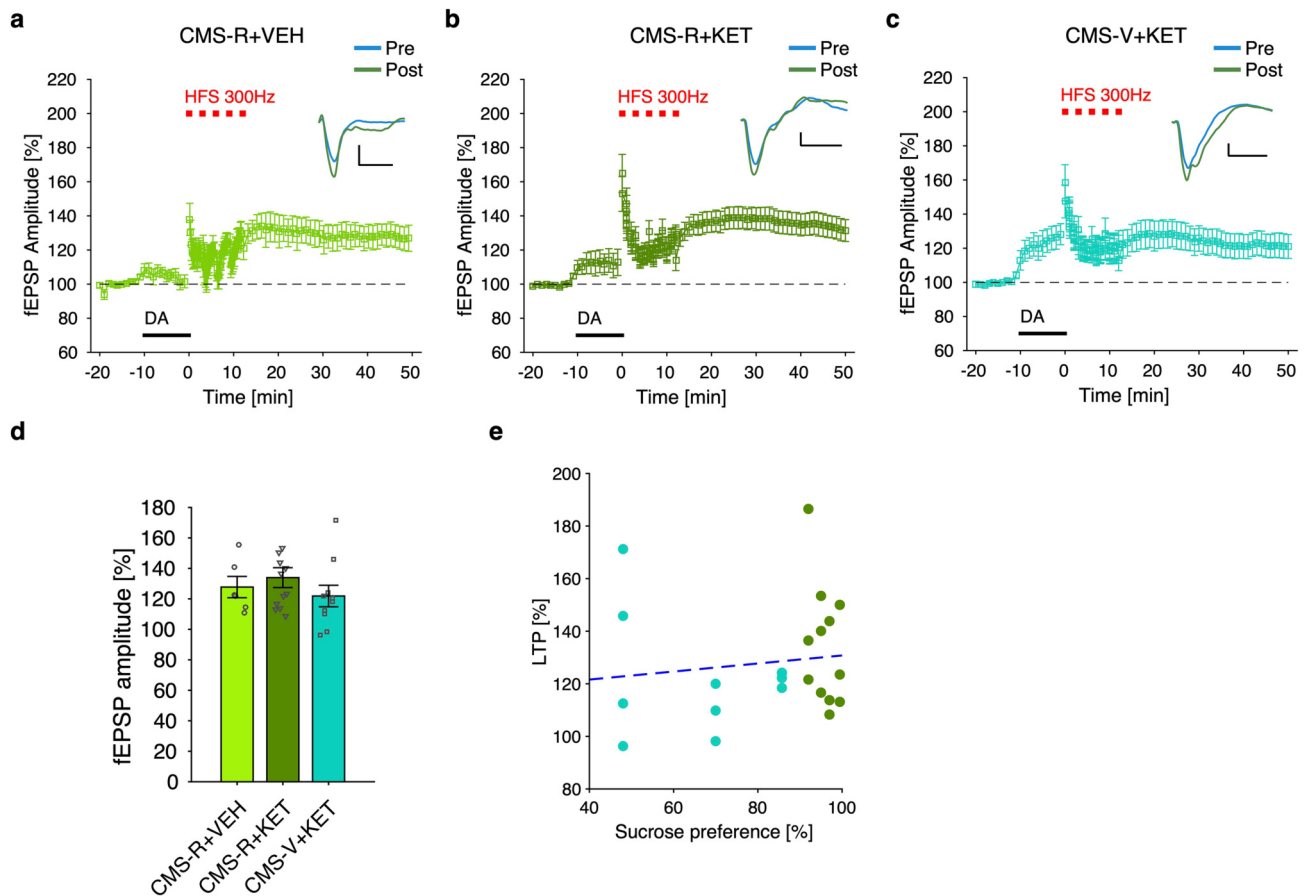 a
CMS-R+VEH
Pre
Post
220
200
180
160
140
120
100
80
60
fEPSP Amplitude [%]
HFS 300Hz
DA
-20 -10 0 10 20 30 40 50
Time [min]
b
CMS-R+KET
Pre
Post
220
200
180
160
140
120
100
80
60
fEPSP Amplitude [%]
HFS 300Hz
DA
-20 -10 0 10 20 30 40 50
Time [min]
c
CMS-V+KET
Pre
Post
220
200
180
160
140
120
100
80
60
fEPSP Amplitude [%]
HFS 300Hz
DA
-20 -10 0 10 20 30 40 50
Time [min]
d
180
160
140
120
100
80
60
40
20
0
fEPSP amplitude [%]
CMS-R+VEH
CMS-R+KET
CMS-V+KET
e
200
180
160
140
120
100
80
LTP [%]
40 60 80 100
Sucrose preference [%]